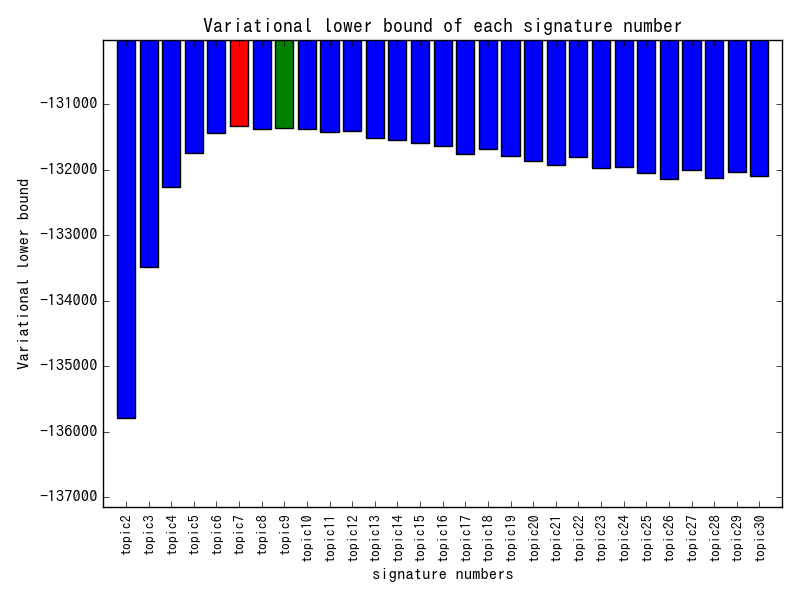 Variational lower bound of each signature number
Variational lower bound
-131000
-132000
-133000
-134000
-135000
-136000
-137000
topic2
topic3
topic4
topic5
topic6
topic7
topic8
topic9
topic10
topic11
topic12
topic13
topic14
topic15
topic16
topic17
topic18
topic19
topic20
topic21
topic22
topic23
topic24
topic25
topic26
topic27
topic28
topic29
topic30
signature numbers